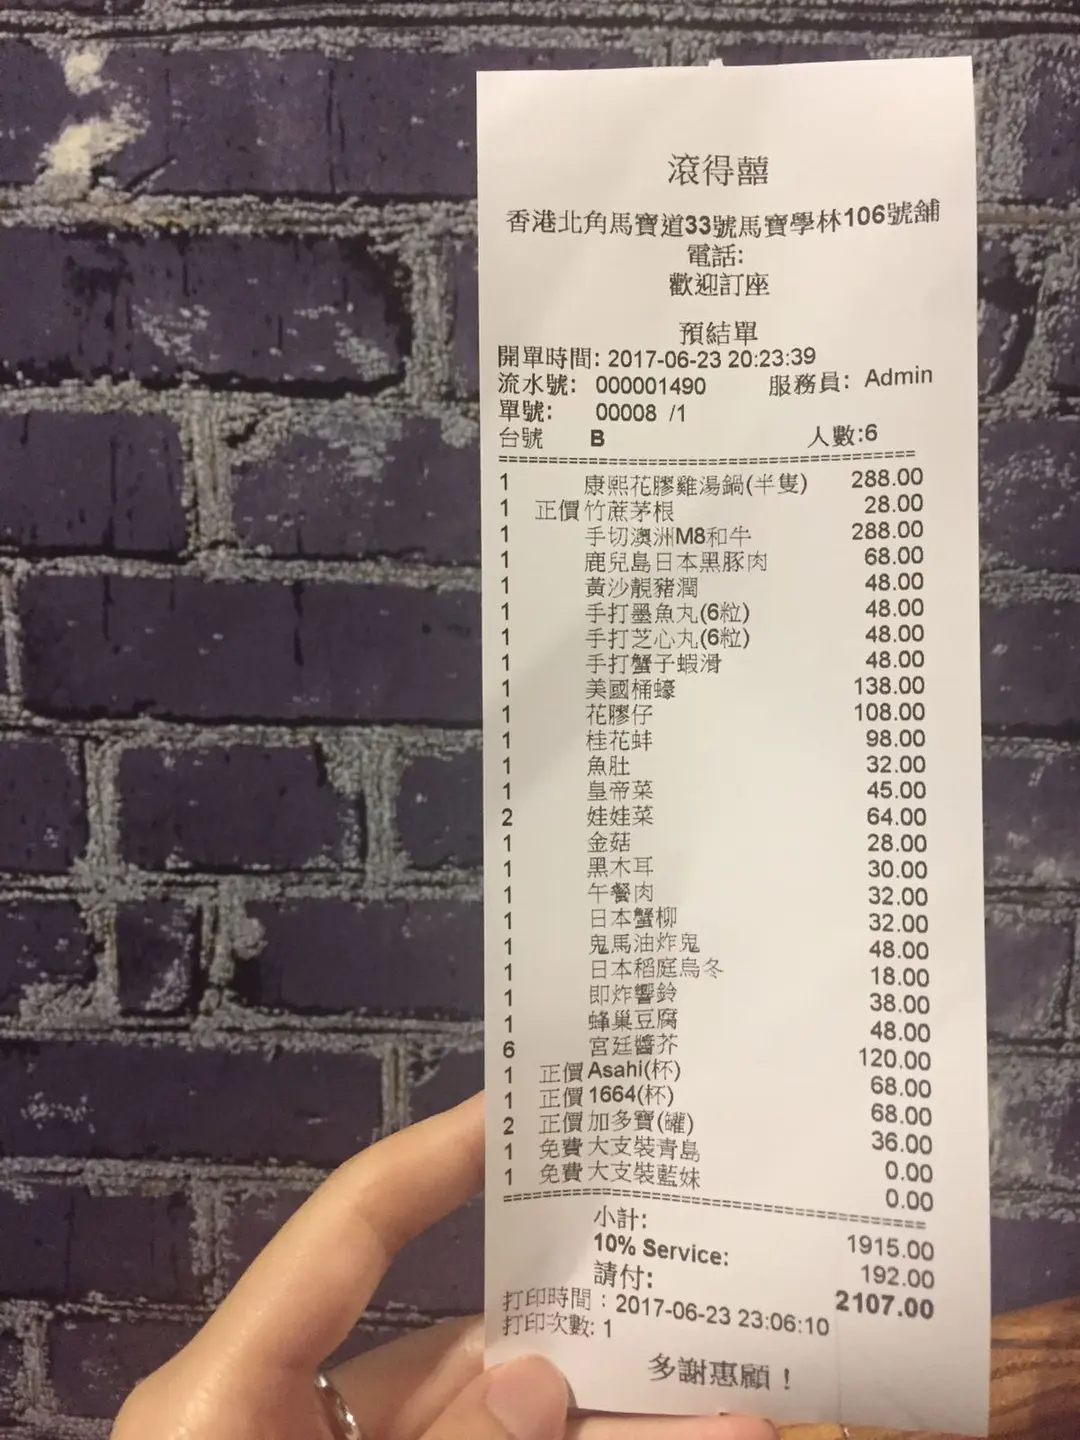 滾得囍
香港北角馬寶道33號馬寶學林106號舖
電話:
歡迎訂座
預結單
開單時間: 2017-06-23 20:23:39
流水號: 000001490 服務員: Admin
單號: 00008 /1
台號 B 人數:6
1 康熙花膠雞湯鍋(半隻) 288.00
1 正價 竹蔗茅根 28.00
1 手切澳洲M8和牛 288.00
1 鹿兒島日本黑豚肉 68.00
1 黃沙靚豬潤 48.00
1 手打墨魚丸(6粒) 48.00
1 手打芝心丸(6粒) 48.00
1 手打蟹子蝦滑 48.00
1 美國桶蠔 138.00
1 花膠仔 108.00
1 桂花蚌 98.00
1 魚肚 32.00
1 皇帝菜 45.00
2 娃娃菜 64.00
1 金菇 28.00
1 黑木耳 30.00
1 午餐肉 32.00
1 日本蟹柳 32.00
1 鬼馬油炸鬼 48.00
1 日本稻庭烏冬 18.00
1 即炸響鈴 38.00
1 蜂巢豆腐 48.00
6 宮廷醬芥 120.00
1 正價 Asahi(杯) 68.00
1 正價 1664(杯) 68.00
2 正價 加多寶(罐) 36.00
1 免費 大支裝青島 0.00
1 免費 大支裝藍妹 0.00
小計: 1915.00
10% Service: 192.00
請付: 2107.00
打印時間: 2017-06-23 23:06:10
打印次數: 1
多謝惠顧！